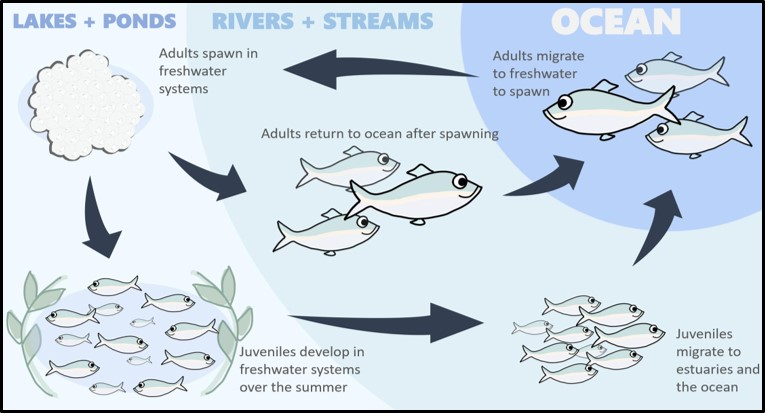 LAKES + PONDS
RIVERS + STREAMS
OCEAN
Adults spawn in
freshwater
systems
Adults migrate
to freshwater
to spawn
Adults return to ocean after spawning
Juveniles develop in
freshwater systems
over the summer
Juveniles
migrate to
estuaries and
the ocean